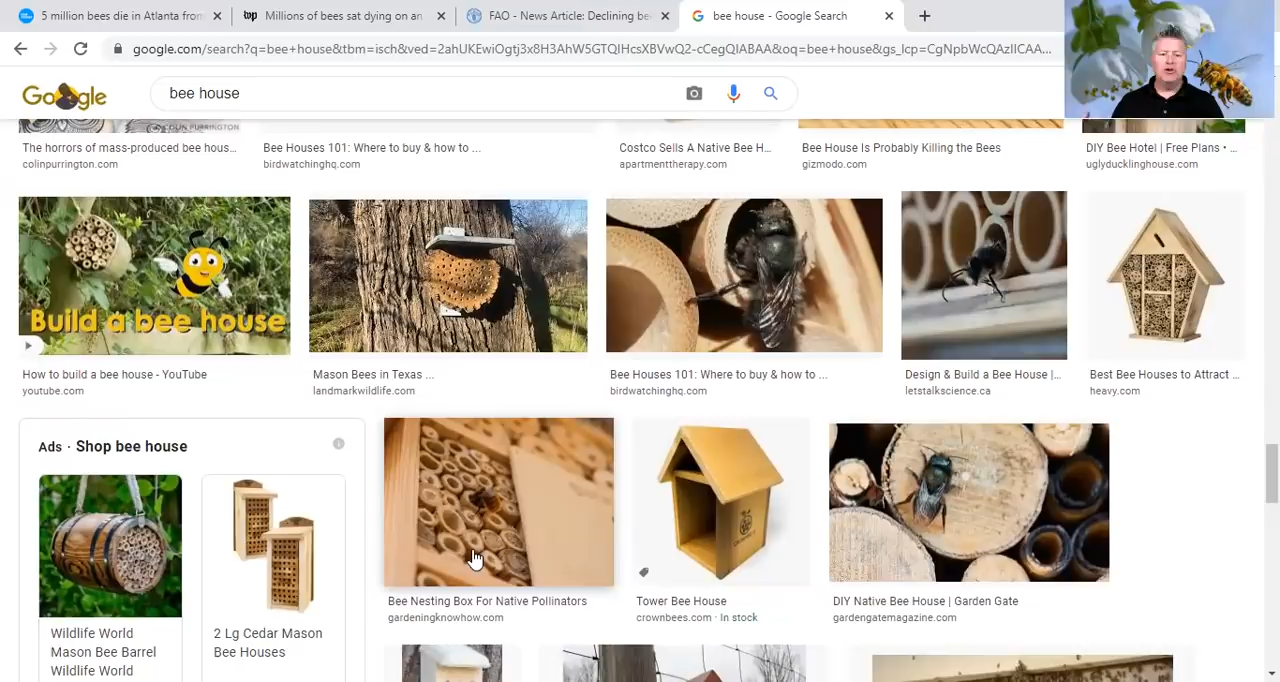 5 million bees die in Atlanta from
Millions of bees sat dying on an
FAO - News Article: Declining be
bee house - Google Search
google.com/search?q=bee+house&tbm=isch&ved=2ahUKEwiOgtj3x8H3AhW5GTQIHcsXBVwQ2-cCegQIABAA&oq=bee+house&gs_lcp=CgNpbWcQAzIICAA...
Google
bee house
© COLIN PURRINGTON
The horrors of mass-produced bee hous...
colinpurrington.com
Bee Houses 101: Where to buy & how to ...
birdwatchinghq.com
Costco Sells A Native Bee H...
apartmenttherapy.com
Bee House Is Probably Killing the Bees
gizmodo.com
DIY Bee Hotel | Free Plans • ...
uglyducklinghouse.com
Build a bee house
How to build a bee house - YouTube
youtube.com
Mason Bees in Texas ...
landmarkwildlife.com
Bee Houses 101: Where to buy & how to ...
birdwatchinghq.com
Design & Build a Bee House |...
letstalkscience.ca
Best Bee Houses to Attract ...
heavy.com
Ads · Shop bee house
Wildlife World
Mason Bee Barrel
Wildlife World
2 Lg Cedar Mason
Bee Houses
Bee Nesting Box For Native Pollinators
gardeningknowhow.com
Tower Bee House
crownbees.com · In stock
DIY Native Bee House | Garden Gate
gardengatemagazine.com